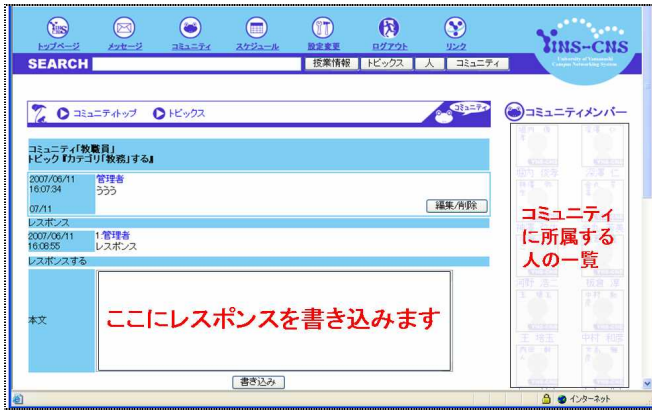 YINS
トップページ メッセージ コミュニティ スケジュール 設定変更 ログアウト リンク
YINS-CNS
University of Yamanashi
Campus Networking System
SEARCH 授業情報 トピックス 人 コミュニティ
コミュニティトップ トピックス
コミュニティ
コミュニティメンバー
コミュニティ「教職員」
トピック『カテゴリ「教務」する』
2007/06/11 管理者
16:07:34 ううう
07/11 編集/削除
レスポンス
2007/06/11 1:管理者
16:08:55 レスポンス
レスポンスする
本文
ここにレスポンスを書き込みます
コミュニティ
に所属する
人の一覧
書き込み
インターネット